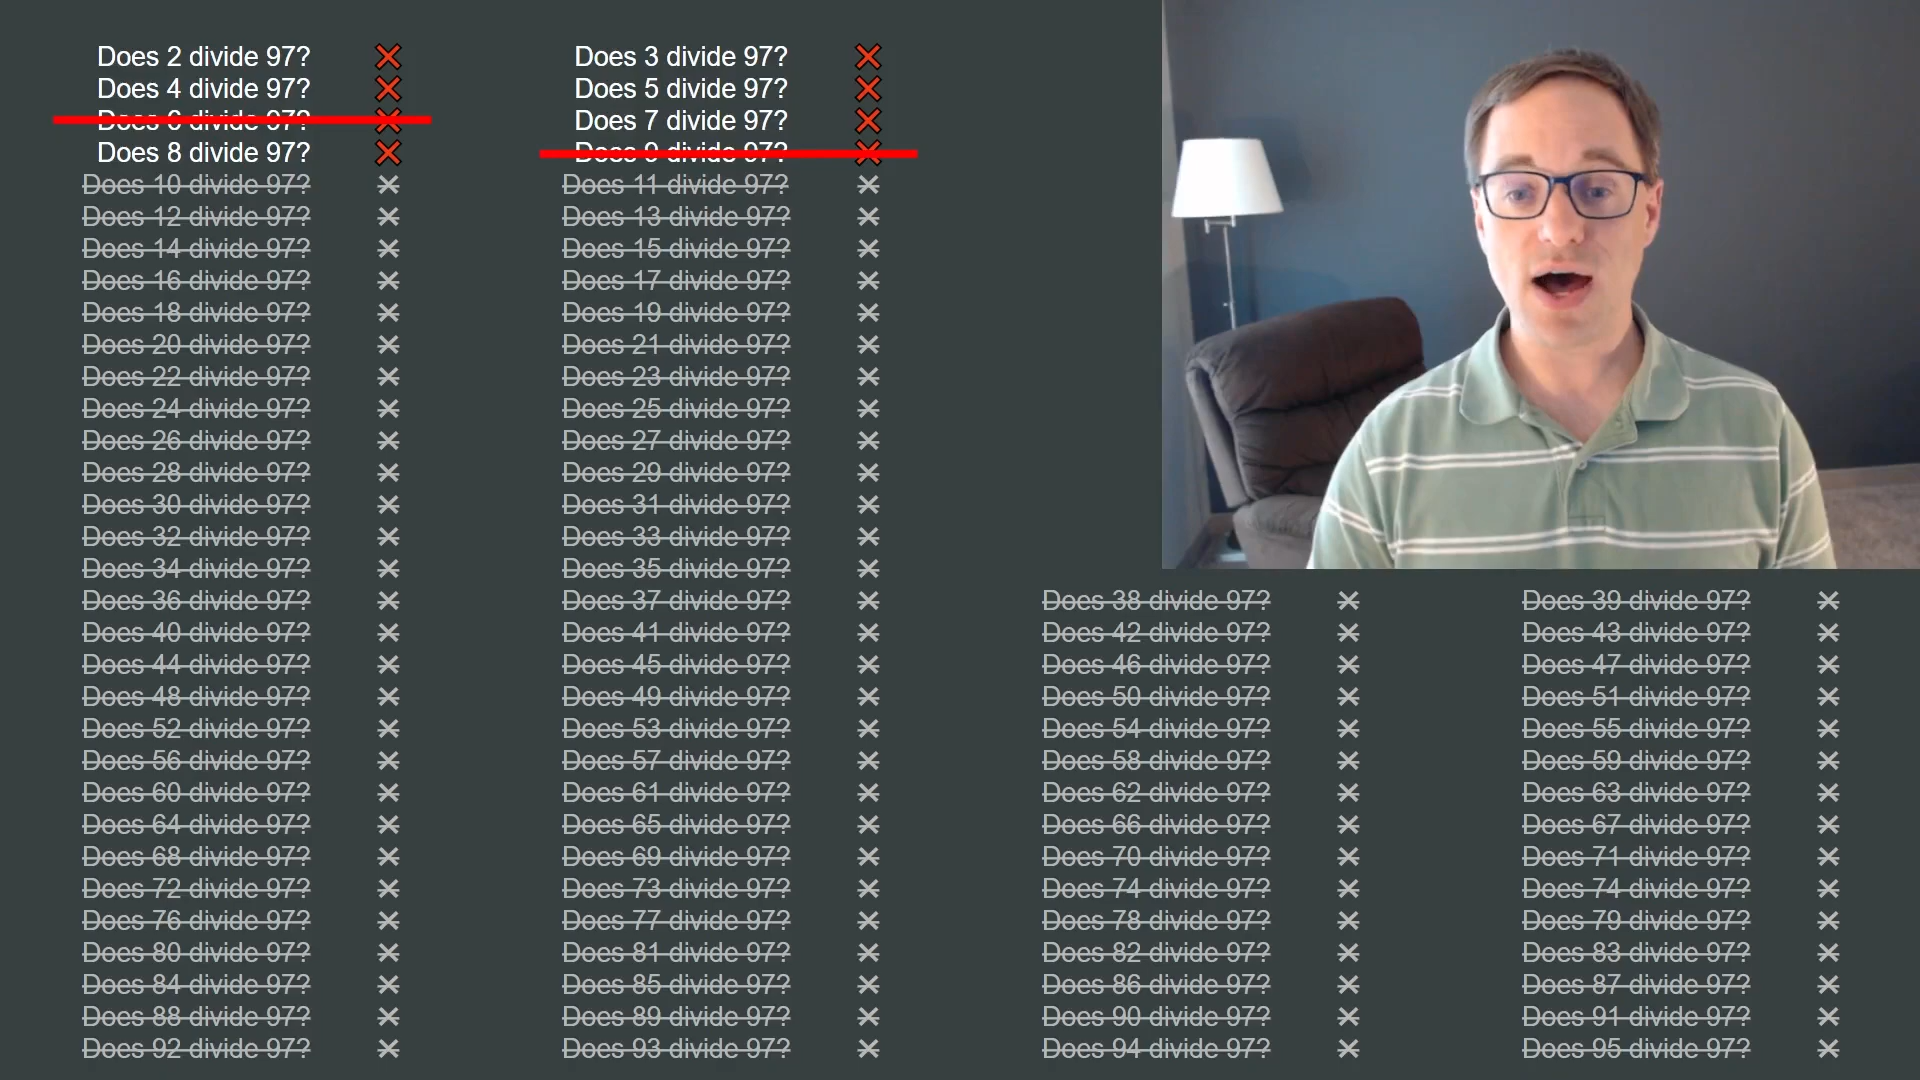 Does 2 divide 97? Does 3 divide 97?
Does 4 divide 97? Does 5 divide 97?
Does 6 divide 97? Does 7 divide 97?
Does 8 divide 97? Does 9 divide 97?
Does 10 divide 97? Does 11 divide 97?
Does 12 divide 97? Does 13 divide 97?
Does 14 divide 97? Does 15 divide 97?
Does 16 divide 97? Does 17 divide 97?
Does 18 divide 97? Does 19 divide 97?
Does 20 divide 97? Does 21 divide 97?
Does 22 divide 97? Does 23 divide 97?
Does 24 divide 97? Does 25 divide 97?
Does 26 divide 97? Does 27 divide 97?
Does 28 divide 97? Does 29 divide 97?
Does 30 divide 97? Does 31 divide 97?
Does 32 divide 97? Does 33 divide 97?
Does 34 divide 97? Does 35 divide 97?
Does 36 divide 97? Does 37 divide 97? Does 38 divide 97? Does 39 divide 97?
Does 40 divide 97? Does 41 divide 97? Does 42 divide 97? Does 43 divide 97?
Does 44 divide 97? Does 45 divide 97? Does 46 divide 97? Does 47 divide 97?
Does 48 divide 97? Does 49 divide 97? Does 50 divide 97? Does 51 divide 97?
Does 52 divide 97? Does 53 divide 97? Does 54 divide 97? Does 55 divide 97?
Does 56 divide 97? Does 57 divide 97? Does 58 divide 97? Does 59 divide 97?
Does 60 divide 97? Does 61 divide 97? Does 62 divide 97? Does 63 divide 97?
Does 64 divide 97? Does 65 divide 97? Does 66 divide 97? Does 67 divide 97?
Does 68 divide 97? Does 69 divide 97? Does 70 divide 97? Does 71 divide 97?
Does 72 divide 97? Does 73 divide 97? Does 74 divide 97? Does 74 divide 97?
Does 76 divide 97? Does 77 divide 97? Does 78 divide 97? Does 79 divide 97?
Does 80 divide 97? Does 81 divide 97? Does 82 divide 97? Does 83 divide 97?
Does 84 divide 97? Does 85 divide 97? Does 86 divide 97? Does 87 divide 97?
Does 88 divide 97? Does 89 divide 97? Does 90 divide 97? Does 91 divide 97?
Does 92 divide 97? Does 93 divide 97? Does 94 divide 97? Does 95 divide 97?